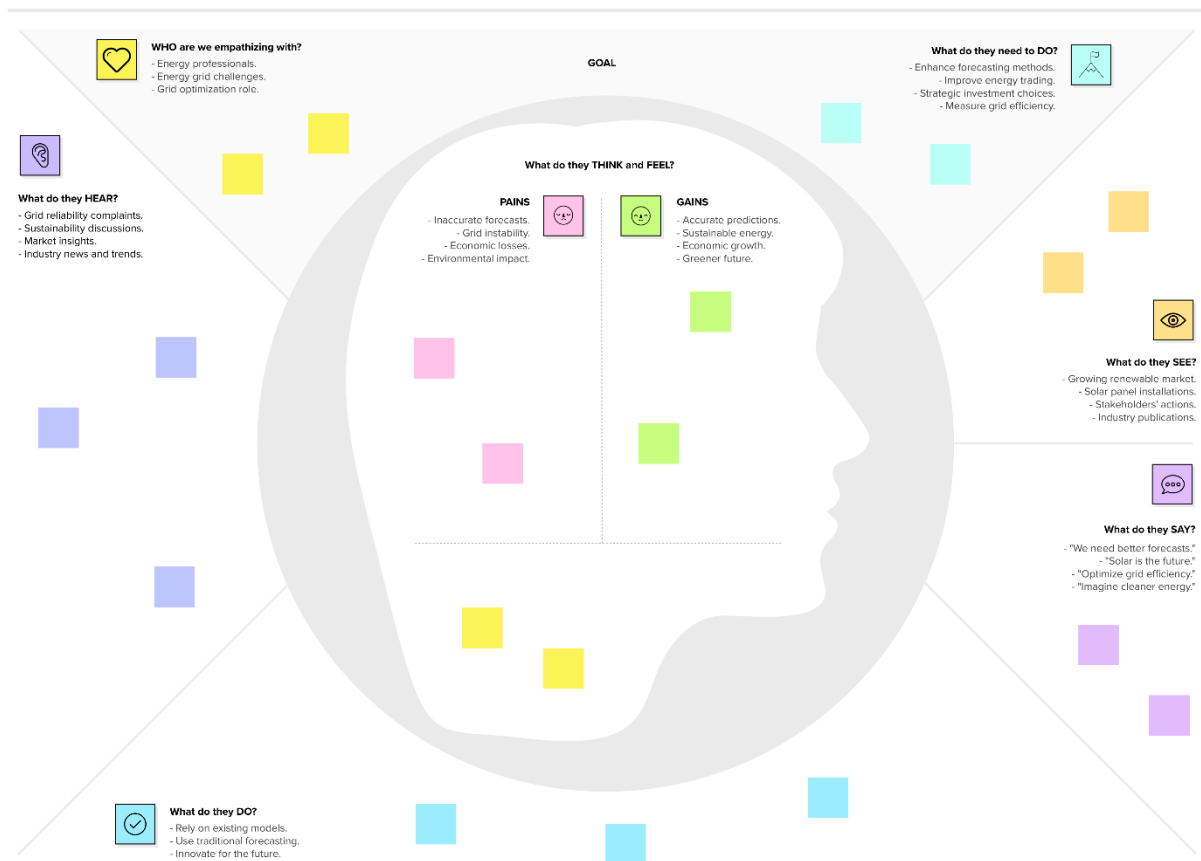 WHO are we empathizing with?
- Energy professionals.
- Energy grid challenges.
- Grid optimization role.
GOAL
What do they need to DO?
- Enhance forecasting methods.
- Improve energy trading.
- Strategic investment choices.
- Measure grid efficiency.
What do they HEAR?
- Grid reliability complaints.
- Sustainability discussions.
- Market insights.
- Industry news and trends.
What do they THINK and FEEL?
PAINS
- Inaccurate forecasts.
- Grid instability.
- Economic losses.
- Environmental impact.
GAINS
- Accurate predictions.
- Sustainable energy.
- Economic growth.
- Greener future.
What do they SEE?
- Growing renewable market.
- Solar panel installations.
- Stakeholders' actions.
- Industry publications.
What do they SAY?
- "We need better forecasts."
- "Solar is the future."
- "Optimize grid efficiency."
- "Imagine cleaner energy."
What do they DO?
- Rely on existing models.
- Use traditional forecasting.
- Innovate for the future.